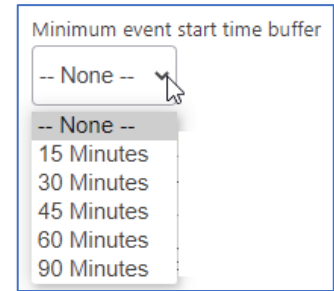 Minimum event start time buffer
-- None --
-- None --
15 Minutes
30 Minutes
45 Minutes
60 Minutes
90 Minutes